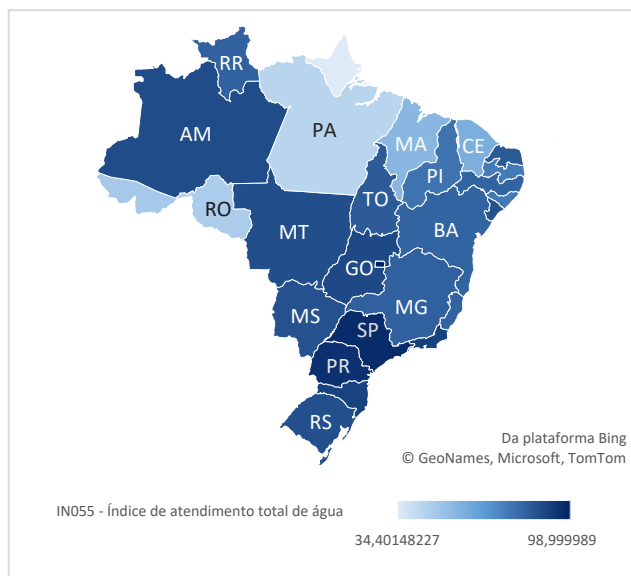 RR
AM
PA
MA
CE
PI
TO
RO
BA
MT
GO
MG
MS
SP
PR
RS
Da plataforma Bing
© GeoNames, Microsoft, TomTom
IN055 - Índice de atendimento total de água
34,40148227 98,999989